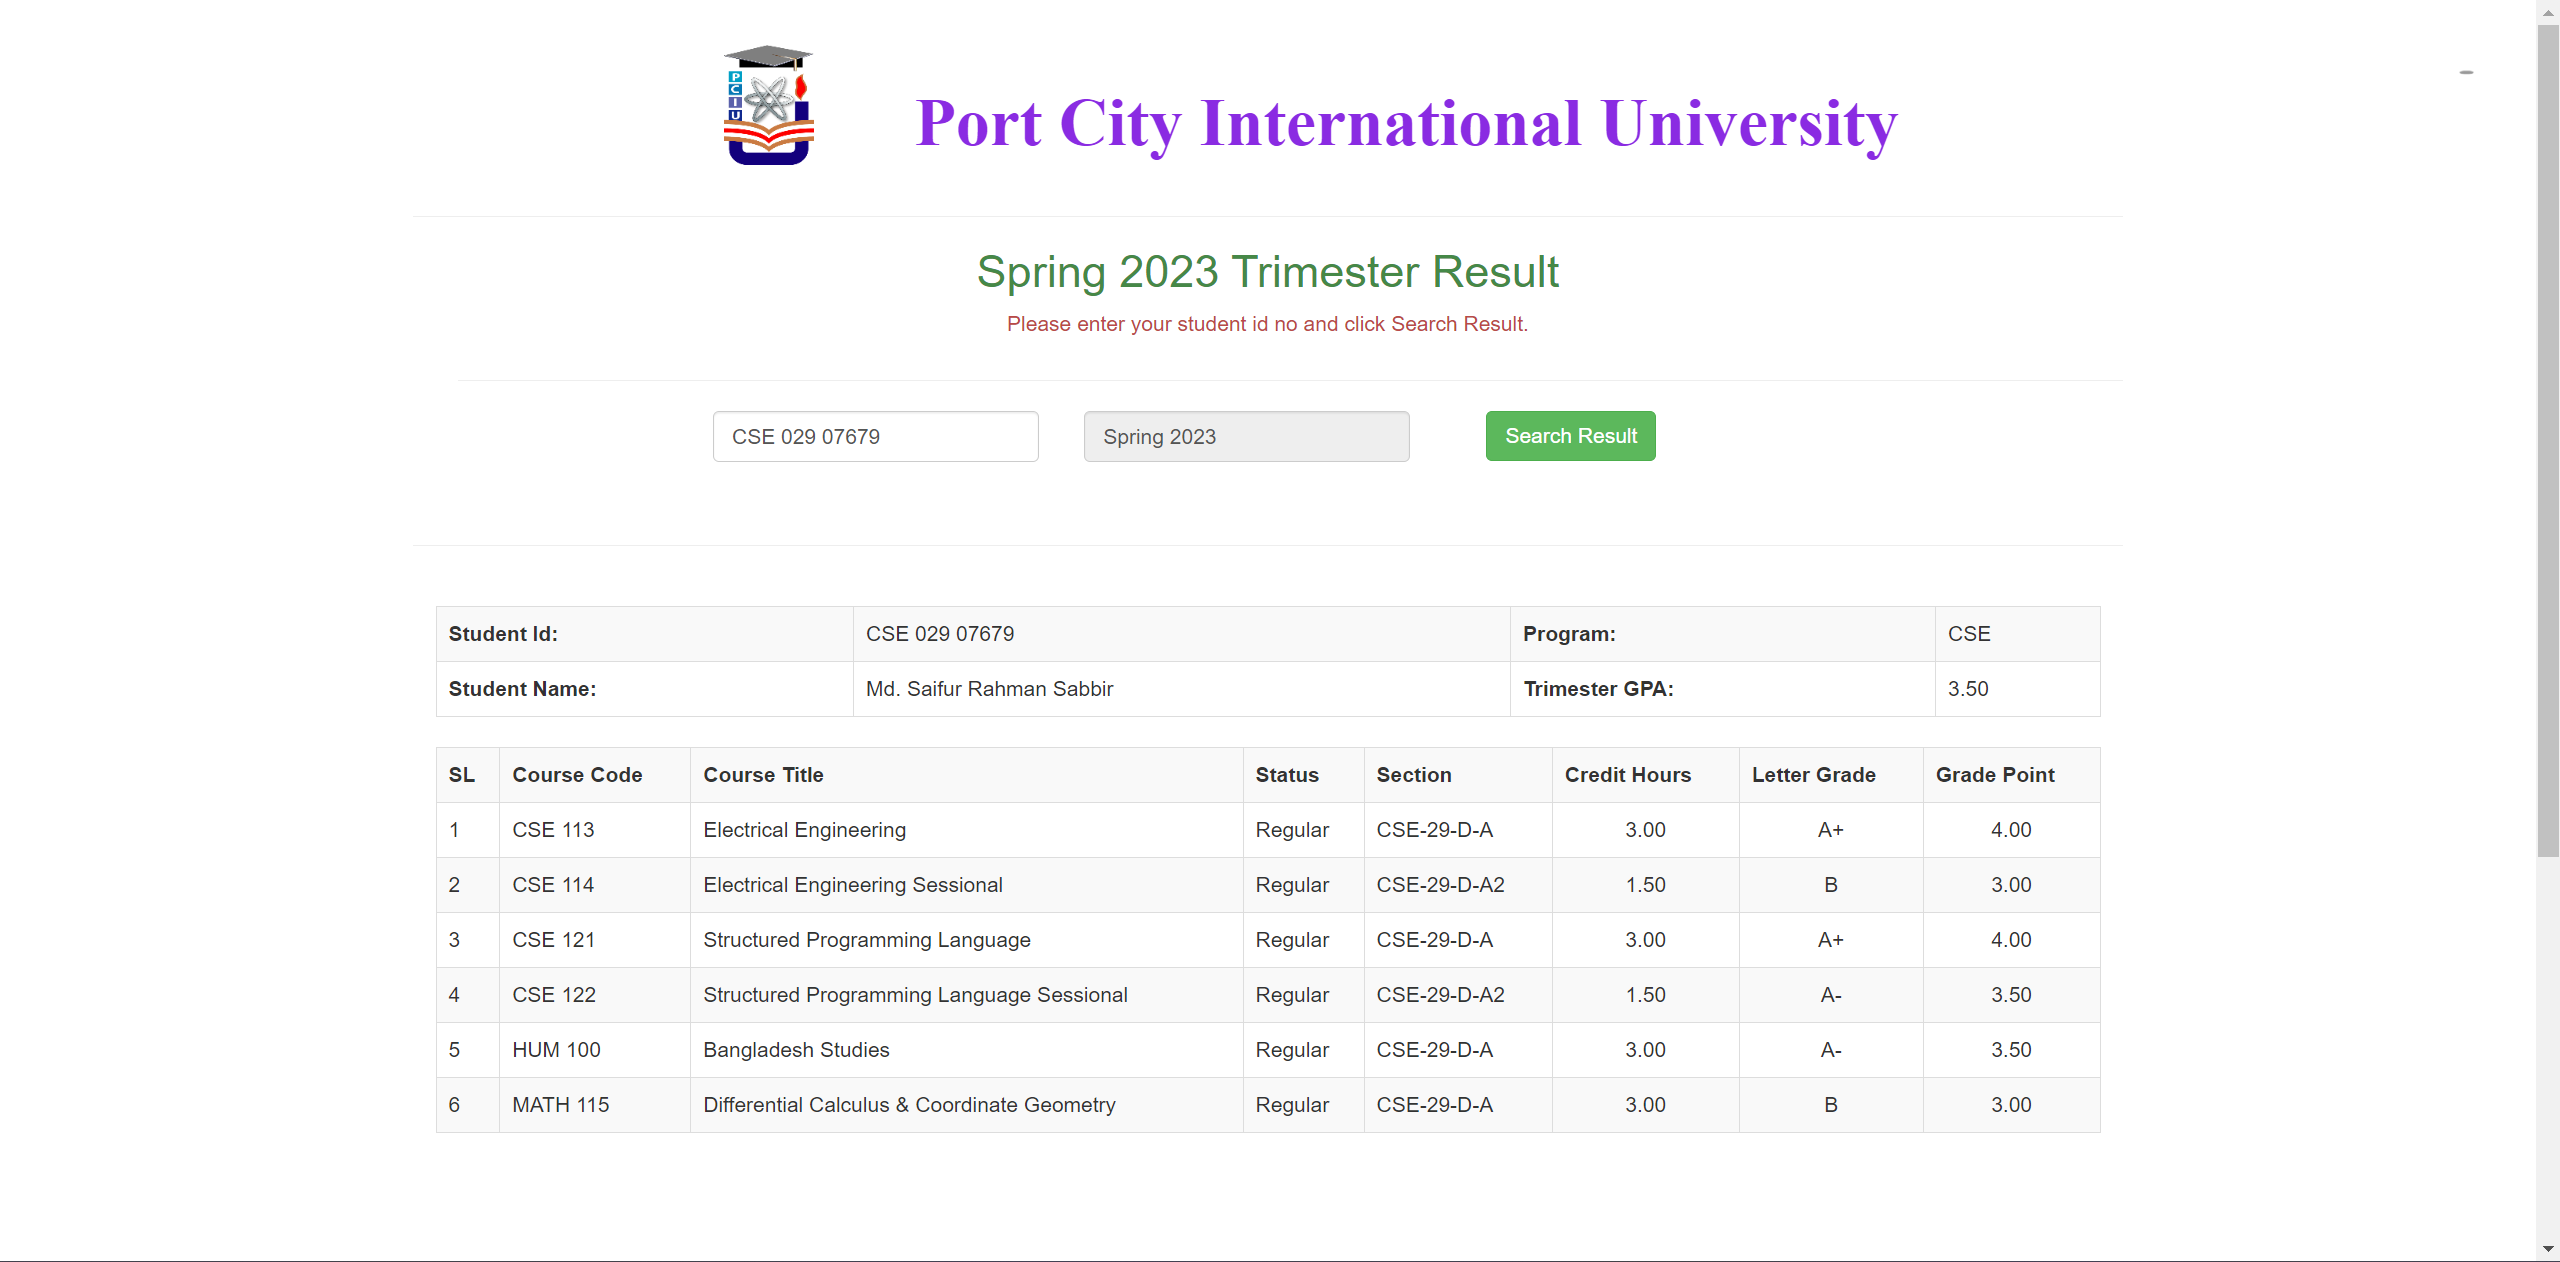 P
C
I
U
Port City International University
Spring 2023 Trimester Result
Please enter your student id no and click Search Result.
CSE 029 07679 Spring 2023 Search Result
Student Id: CSE 029 07679 Program: CSE
Student Name: Md. Saifur Rahman Sabbir Trimester GPA: 3.50
SL Course Code Course Title Status Section Credit Hours Letter Grade Grade Point
1 CSE 113 Electrical Engineering Regular CSE-29-D-A 3.00 A+ 4.00
2 CSE 114 Electrical Engineering Sessional Regular CSE-29-D-A2 1.50 B 3.00
3 CSE 121 Structured Programming Language Regular CSE-29-D-A 3.00 A+ 4.00
4 CSE 122 Structured Programming Language Sessional Regular CSE-29-D-A2 1.50 A- 3.50
5 HUM 100 Bangladesh Studies Regular CSE-29-D-A 3.00 A- 3.50
6 MATH 115 Differential Calculus & Coordinate Geometry Regular CSE-29-D-A 3.00 B 3.00